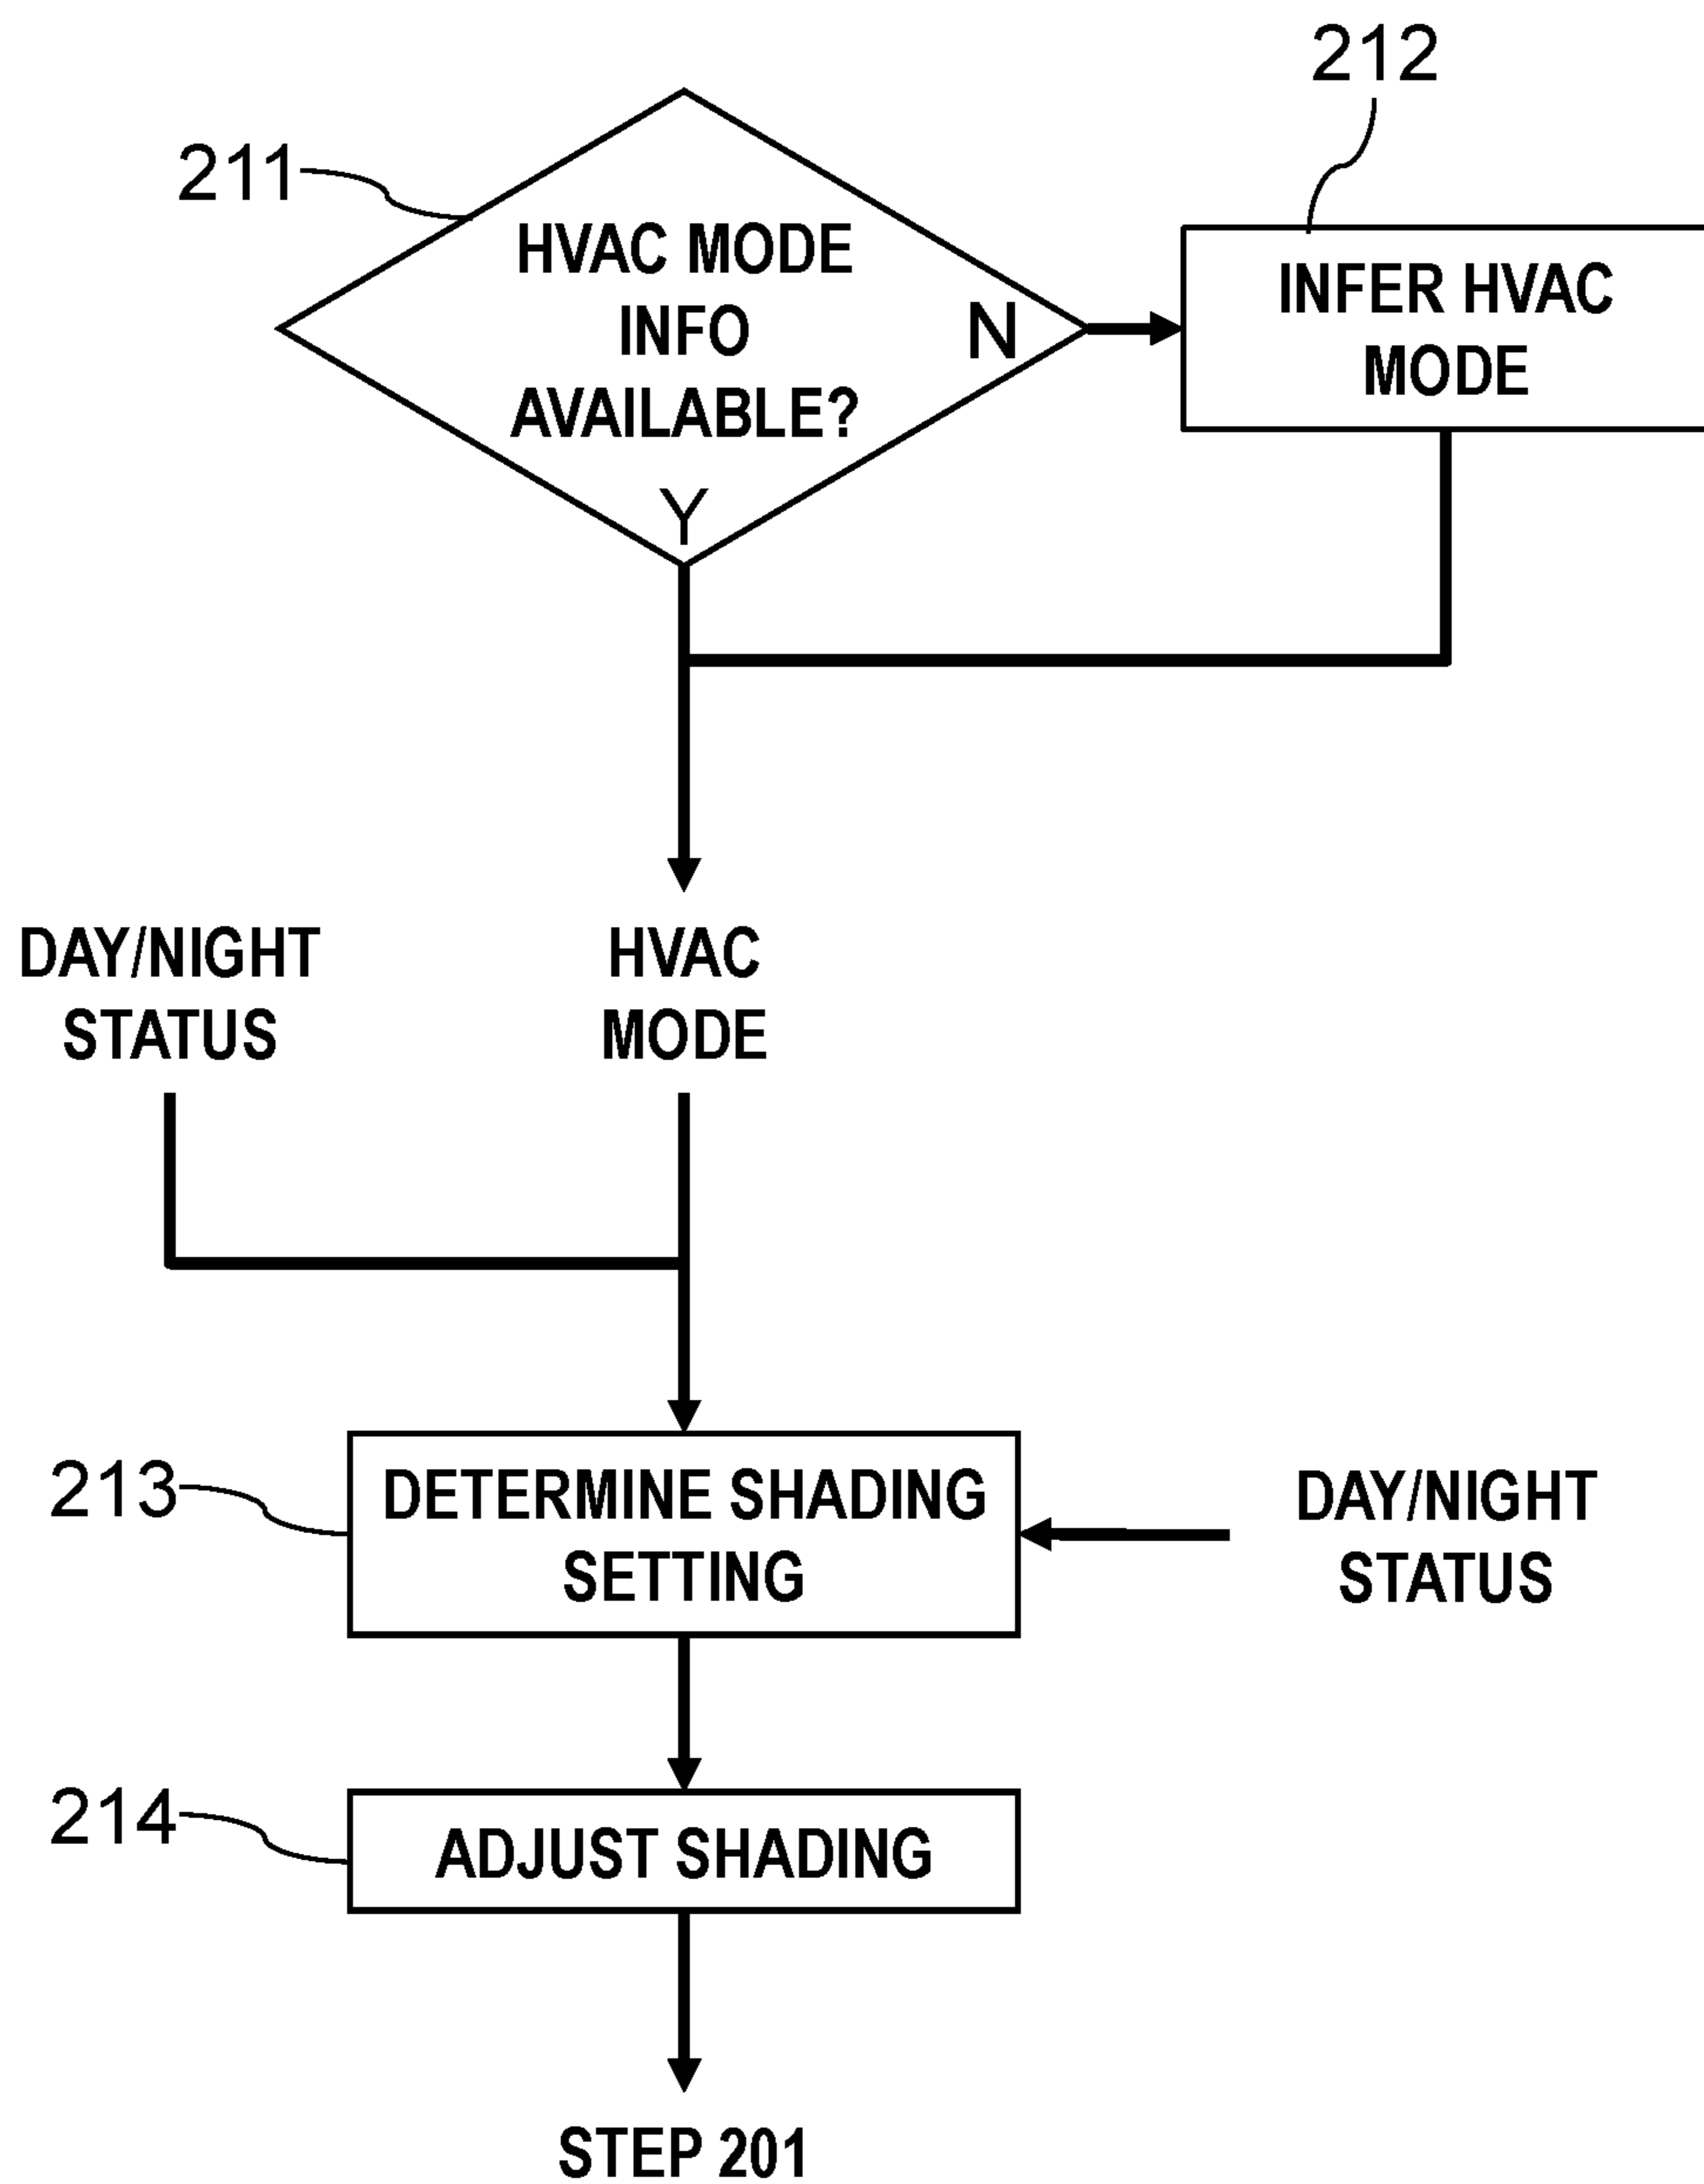 212
211
HVAC MODE
INFO
AVAILABLE?
N
Y
INFER HVAC
MODE
DAY/NIGHT
STATUS
HVAC
MODE
213
DETERMINE SHADING
SETTING
DAY/NIGHT
STATUS
214
ADJUST SHADING
STEP 201